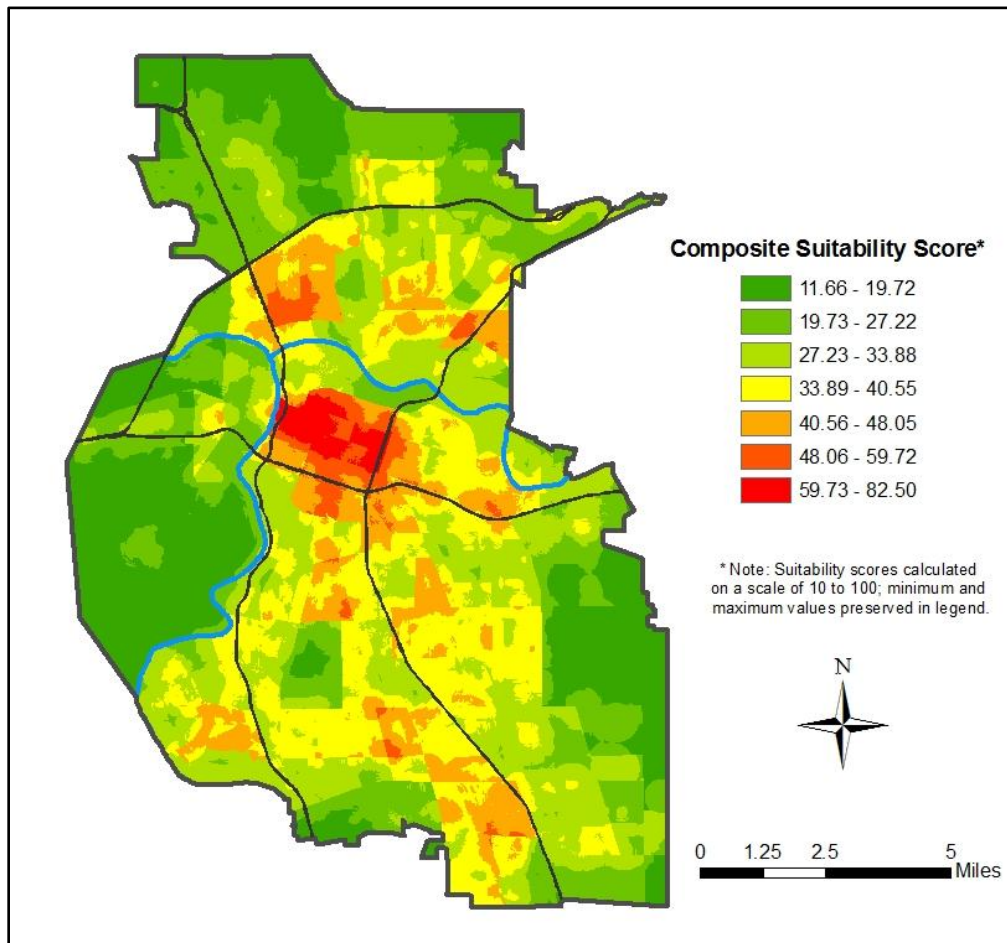 Composite Suitability Score*
11.66 - 19.72
19.73 - 27.22
27.23 - 33.88
33.89 - 40.55
40.56 - 48.05
48.06 - 59.72
59.73 - 82.50
* Note: Suitability scores calculated
on a scale of 10 to 100; minimum and
maximum values preserved in legend.
N
0 1.25 2.5 5
Miles